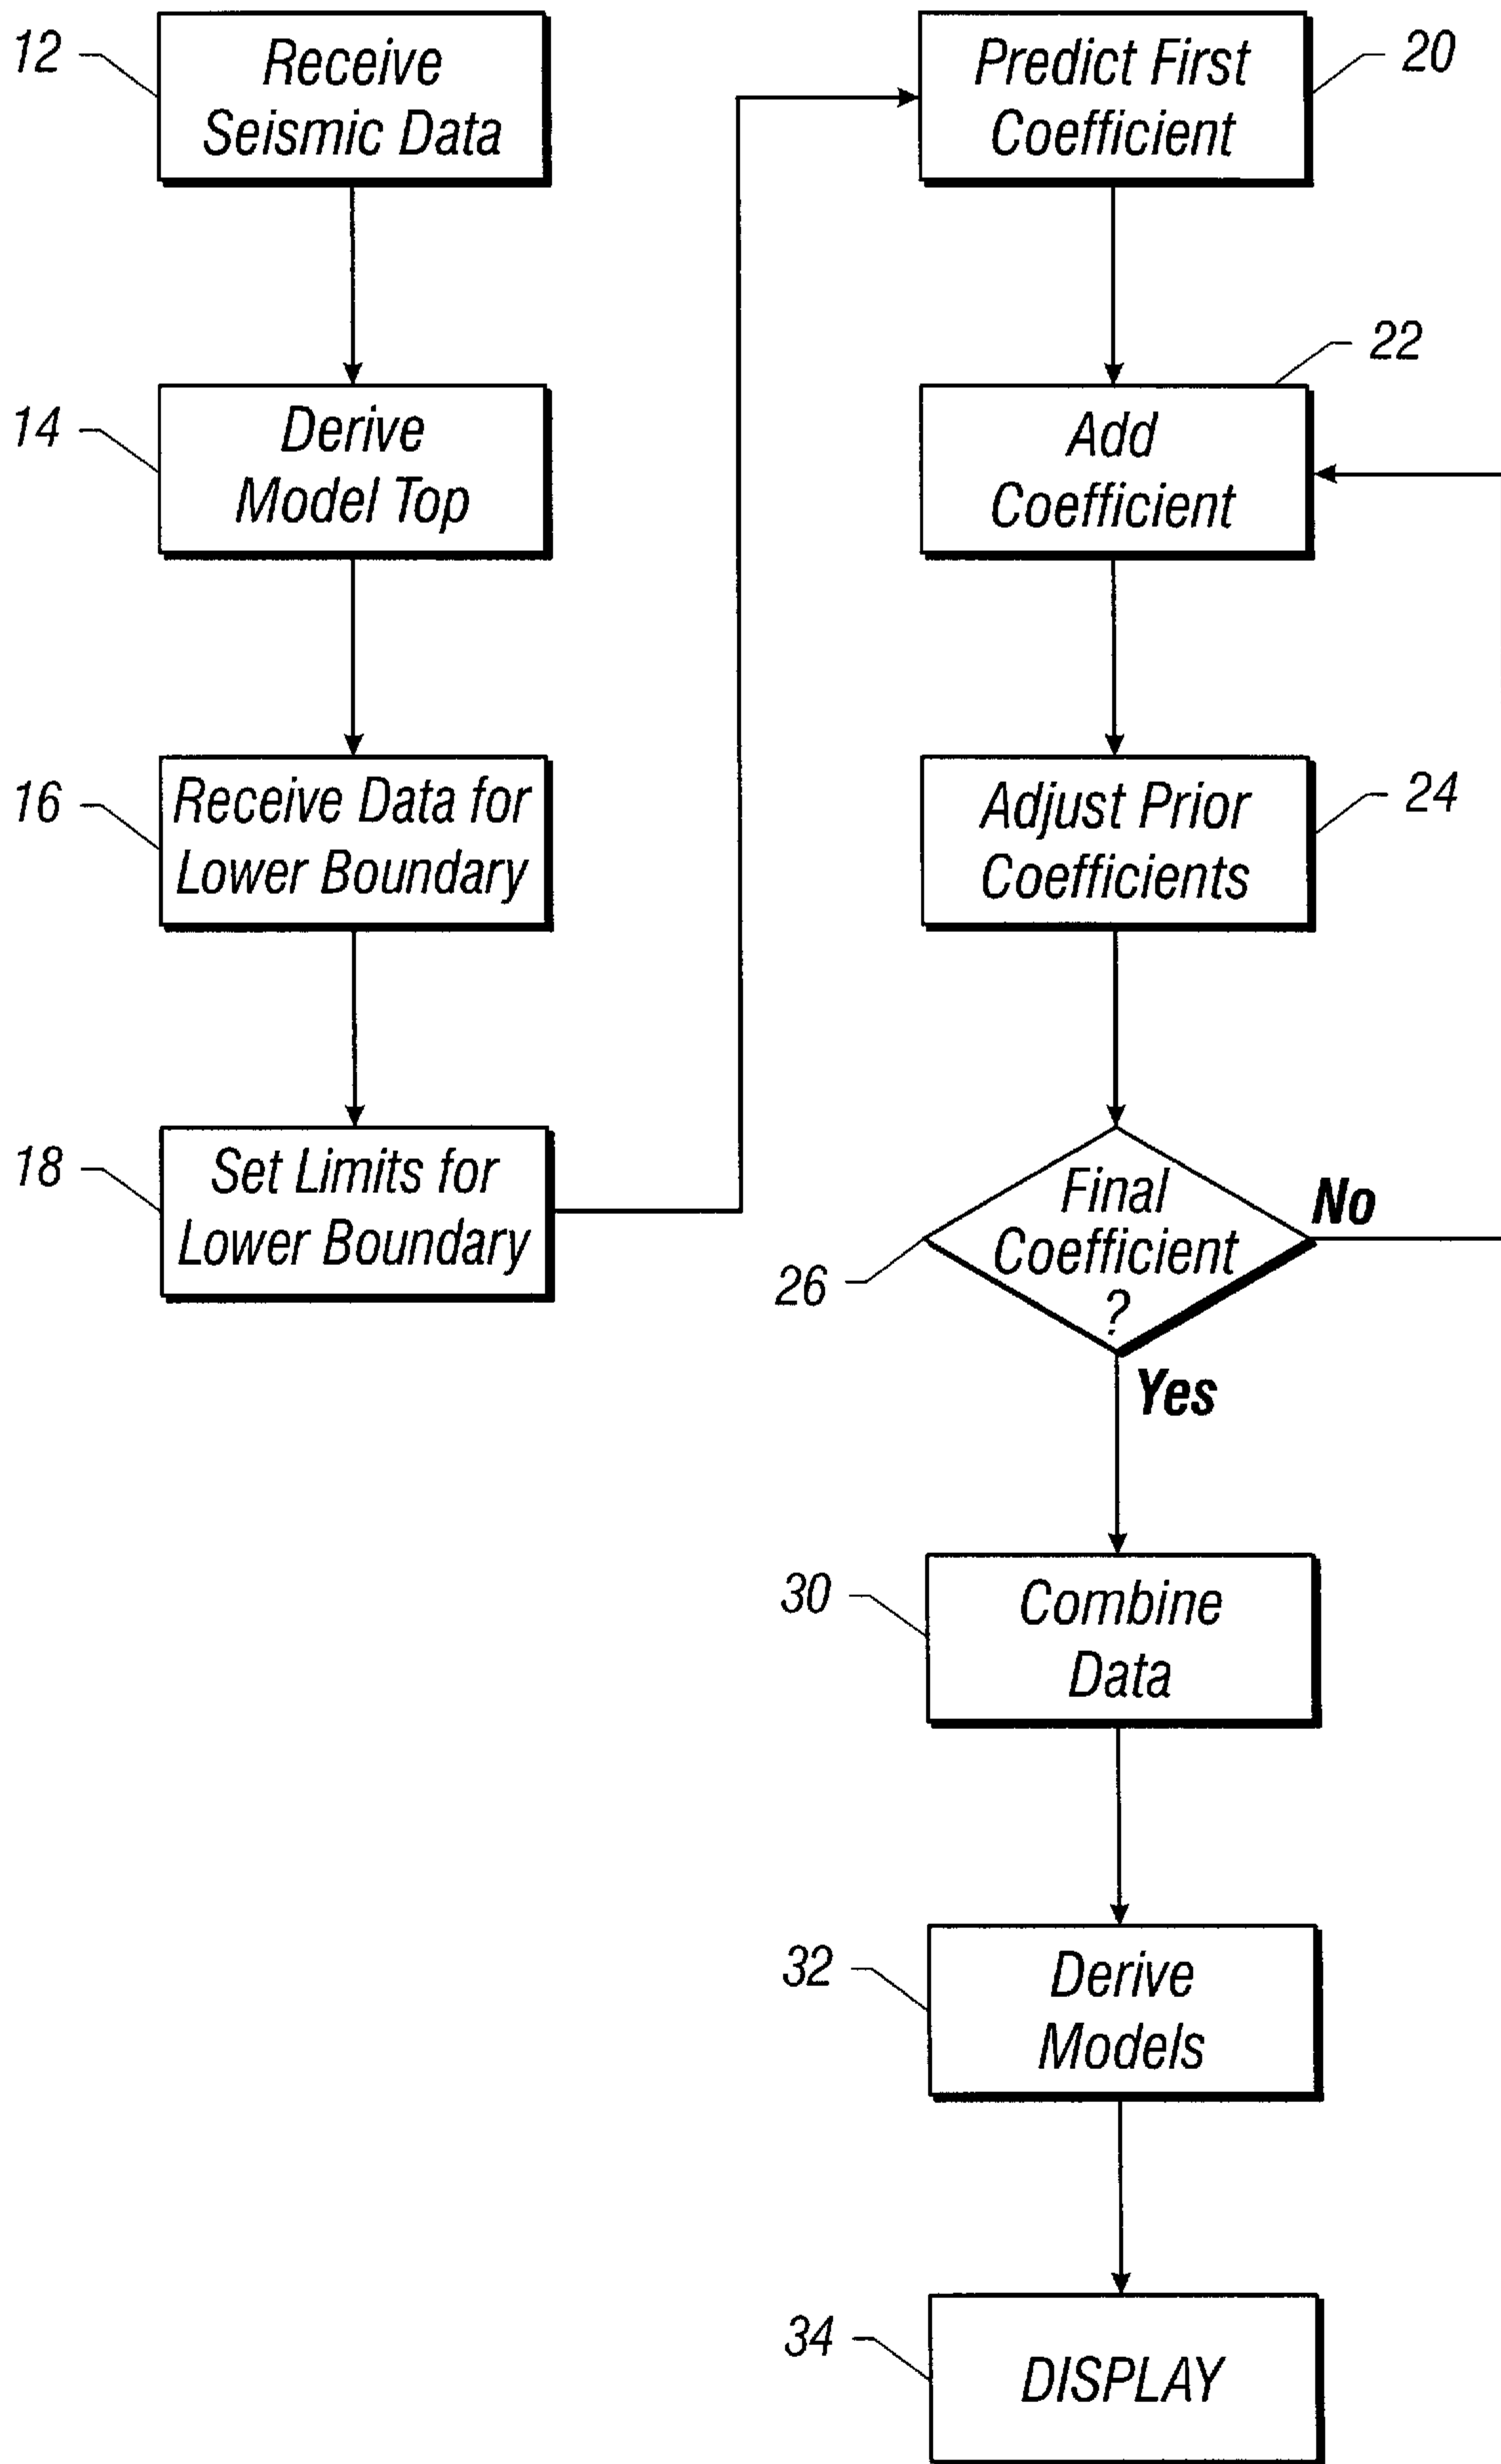 12
Receive
Seismic Data
14
Derive
Model Top
16
Receive Data for
Lower Boundary
18
Set Limits for
Lower Boundary
Predict First
Coefficient
20
Add
Coefficient
22
Adjust Prior
Coefficients
24
Final
Coefficient
?
26
No
Yes
30
Combine
Data
32
Derive
Models
34
DISPLAY